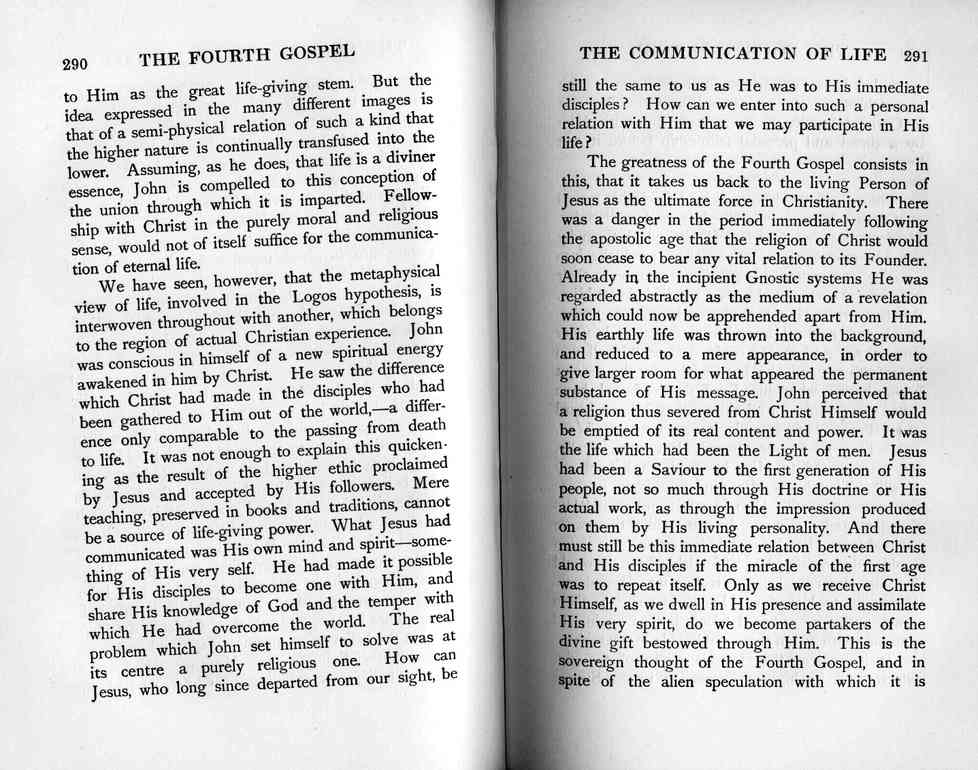 290 THE FOURTH GOSPEL
to Him as the great life-giving stem. But the
idea expressed in the many different images is
that of a semi-physical relation of such a kind that
the higher nature is continually transfused into the
lower. Assuming, as he does, that life is a diviner
essence, John is compelled to this conception of
the union through which it is imparted. Fellow-
ship with Christ in the purely moral and religious
sense, would not of itself suffice for the communica-
tion of eternal life.
We have seen, however, that the metaphysical
view of life, involved in the Logos hypothesis, is
interwoven throughout with another, which belongs
to the region of actual Christian experience. John
was conscious in himself of a new spiritual energy
awakened in him by Christ. He saw the difference
which Christ had made in the disciples who had
been gathered to Him out of the world,—a differ-
ence only comparable to the passing from death
to life. It was not enough to explain this quicken-
ing as the result of the higher ethic proclaimed
by Jesus and accepted by His followers. Mere
teaching, preserved in books and traditions, cannot
be a source of life-giving power. What Jesus had
communicated was His own mind and spirit—some-
thing of His very self. He had made it possible
for His disciples to become one with Him, and
share His knowledge of God and the temper with
which He had overcome the world. The real
problem which John set himself to solve was at
its centre a purely religious one. How can
Jesus, who long since departed from our sight, be
THE COMMUNICATION OF LIFE 291
still the same to us as He was to His immediate
disciples? How can we enter into such a personal
relation with Him that we may participate in His
life?
The greatness of the Fourth Gospel consists in
this, that it takes us back to the living Person of
Jesus as the ultimate force in Christianity. There
was a danger in the period immediately following
the apostolic age that the religion of Christ would
soon cease to bear any vital relation to its Founder.
Already in the incipient Gnostic systems He was
regarded abstractly as the medium of a revelation
which could now be apprehended apart from Him.
His earthly life was thrown into the background,
and reduced to a mere appearance, in order to
give larger room for what appeared the permanent
substance of His message. John perceived that
a religion thus severed from Christ Himself would
be emptied of its real content and power. It was
the life which had been the Light of men. Jesus
had been a Saviour to the first generation of His
people, not so much through His doctrine or His
actual work, as through the impression produced
on them by His living personality. And there
must still be this immediate relation between Christ
and His disciples if the miracle of the first age
was to repeat itself. Only as we receive Christ
Himself, as we dwell in His presence and assimilate
His very spirit, do we become partakers of the
divine gift bestowed through Him. This is the
sovereign thought of the Fourth Gospel, and in
spite of the alien speculation with which it is